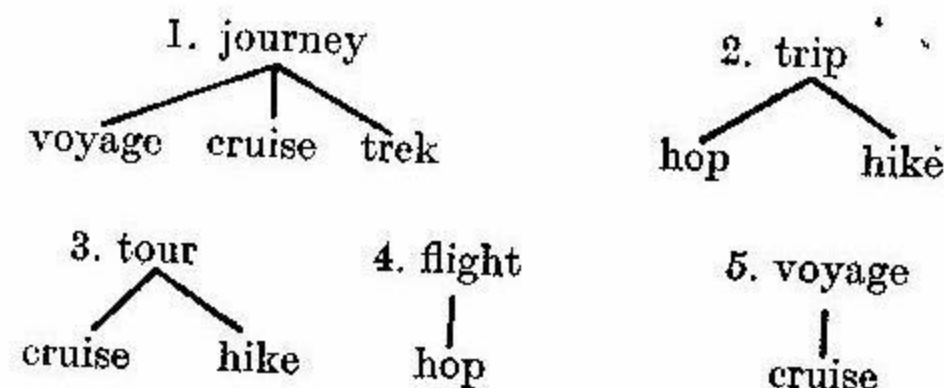 1. journey
2. trip
voyage cruise trek
hop hike
3. tour 4. flight 5. voyage
cruise hike hop cruise